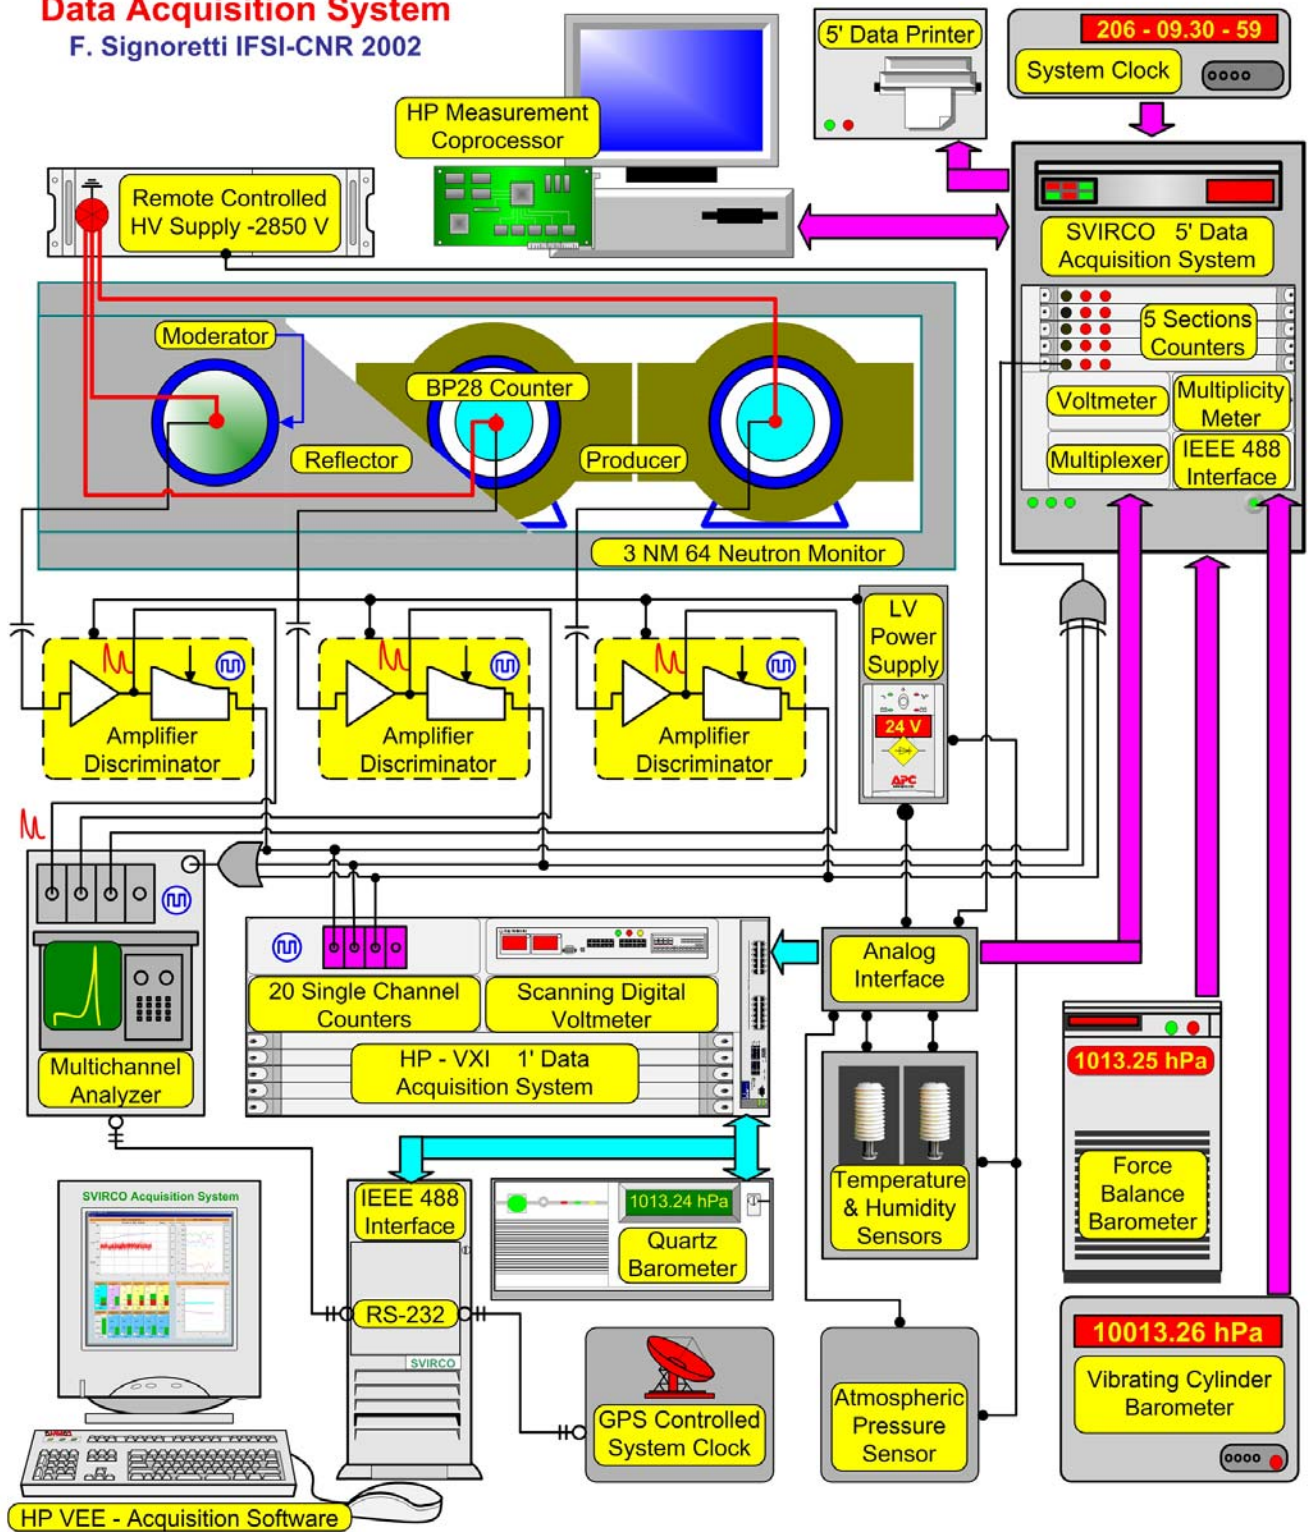 Data Acquisition System
F. Signoretti IFSI-CNR 2002
5' Data Printer
206 - 09.30 - 59
System Clock
HP Measurement
Coprocessor
Remote Controlled
HV Supply -2850 V
SVIRCO 5' Data
Acquisition System
5 Sections
Counters
Voltmeter
Multiplicity
Meter
Multiplexer
IEEE 488
Interface
Moderator
BP28 Counter
Reflector
Producer
3 NM 64 Neutron Monitor
LV
Power
Supply
24 V
APC
Amplifier
Discriminator
Amplifier
Discriminator
Amplifier
Discriminator
Multichannel
Analyzer
20 Single Channel
Counters
Scanning Digital
Voltmeter
HP - VXI 1' Data
Acquisition System
Analog
Interface
1013.25 hPa
Force
Balance
Barometer
Temperature
& Humidity
Sensors
SVIRCO Acquisition System
IEEE 488
Interface
1013.24 hPa
Quartz
Barometer
RS-232
SVIRCO
GPS Controlled
System Clock
Atmospheric
Pressure
Sensor
10013.26 hPa
Vibrating Cylinder
Barometer
HP VEE - Acquisition Software